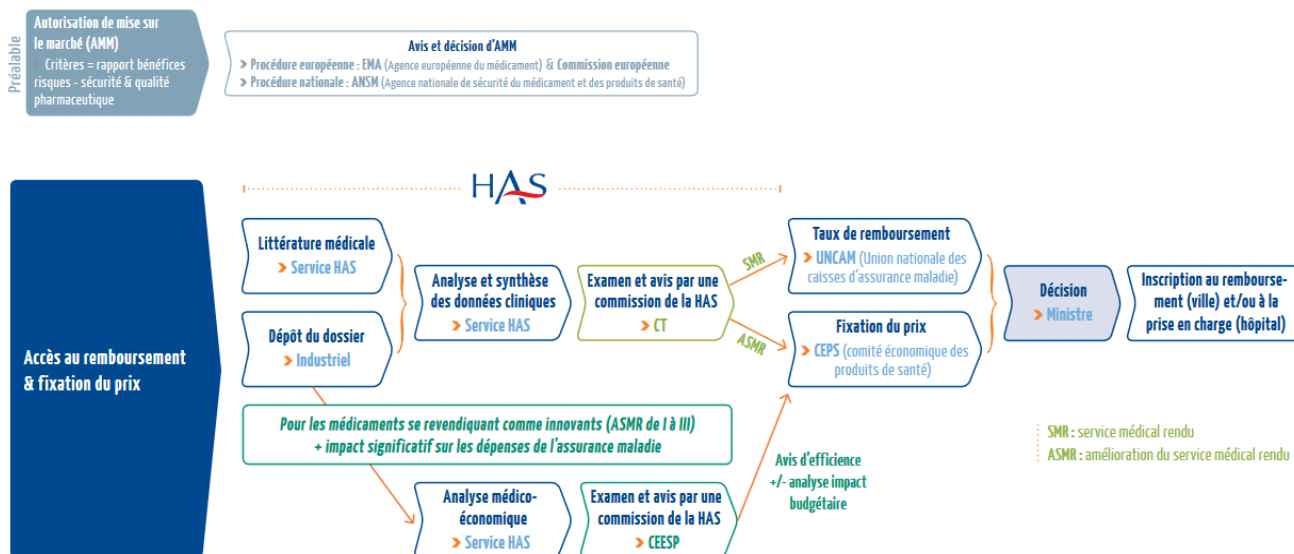 Préalable
Autorisation de mise sur
le marché (AMM)
> Critères = rapport bénéfices
risques - sécurité & qualité
pharmaceutique
Avis et décision d'AMM
> Procédure européenne : EMA (Agence européenne du médicament) & Commission européenne
> Procédure nationale : ANSM (Agence nationale de sécurité du médicament et des produits de santé)
HAS
Accès au remboursement
& fixation du prix
Littérature médicale
> Service HAS
Dépôt du dossier
> Industriel
Analyse et synthèse
des données cliniques
> Service HAS
Examen et avis par une
commission de la HAS
> CT
SMR
ASMR
Taux de remboursement
> UNCAM (Union nationale des
caisses d'assurance maladie)
Fixation du prix
> CEPS (comité économique des
produits de santé)
Décision
> Ministre
Inscription au rembourse-
ment (ville) et/ou à la
prise en charge (hôpital)
Pour les médicaments se revendiquant comme innovants (ASMR de I à III)
+ impact significatif sur les dépenses de l'assurance maladie
Analyse médico-
économique
> Service HAS
Examen et avis par une
commission de la HAS
> CEESP
Avis d'efficience
+/- analyse impact
budgétaire
SMR : service médical rendu
ASMR : amélioration du service médical rendu